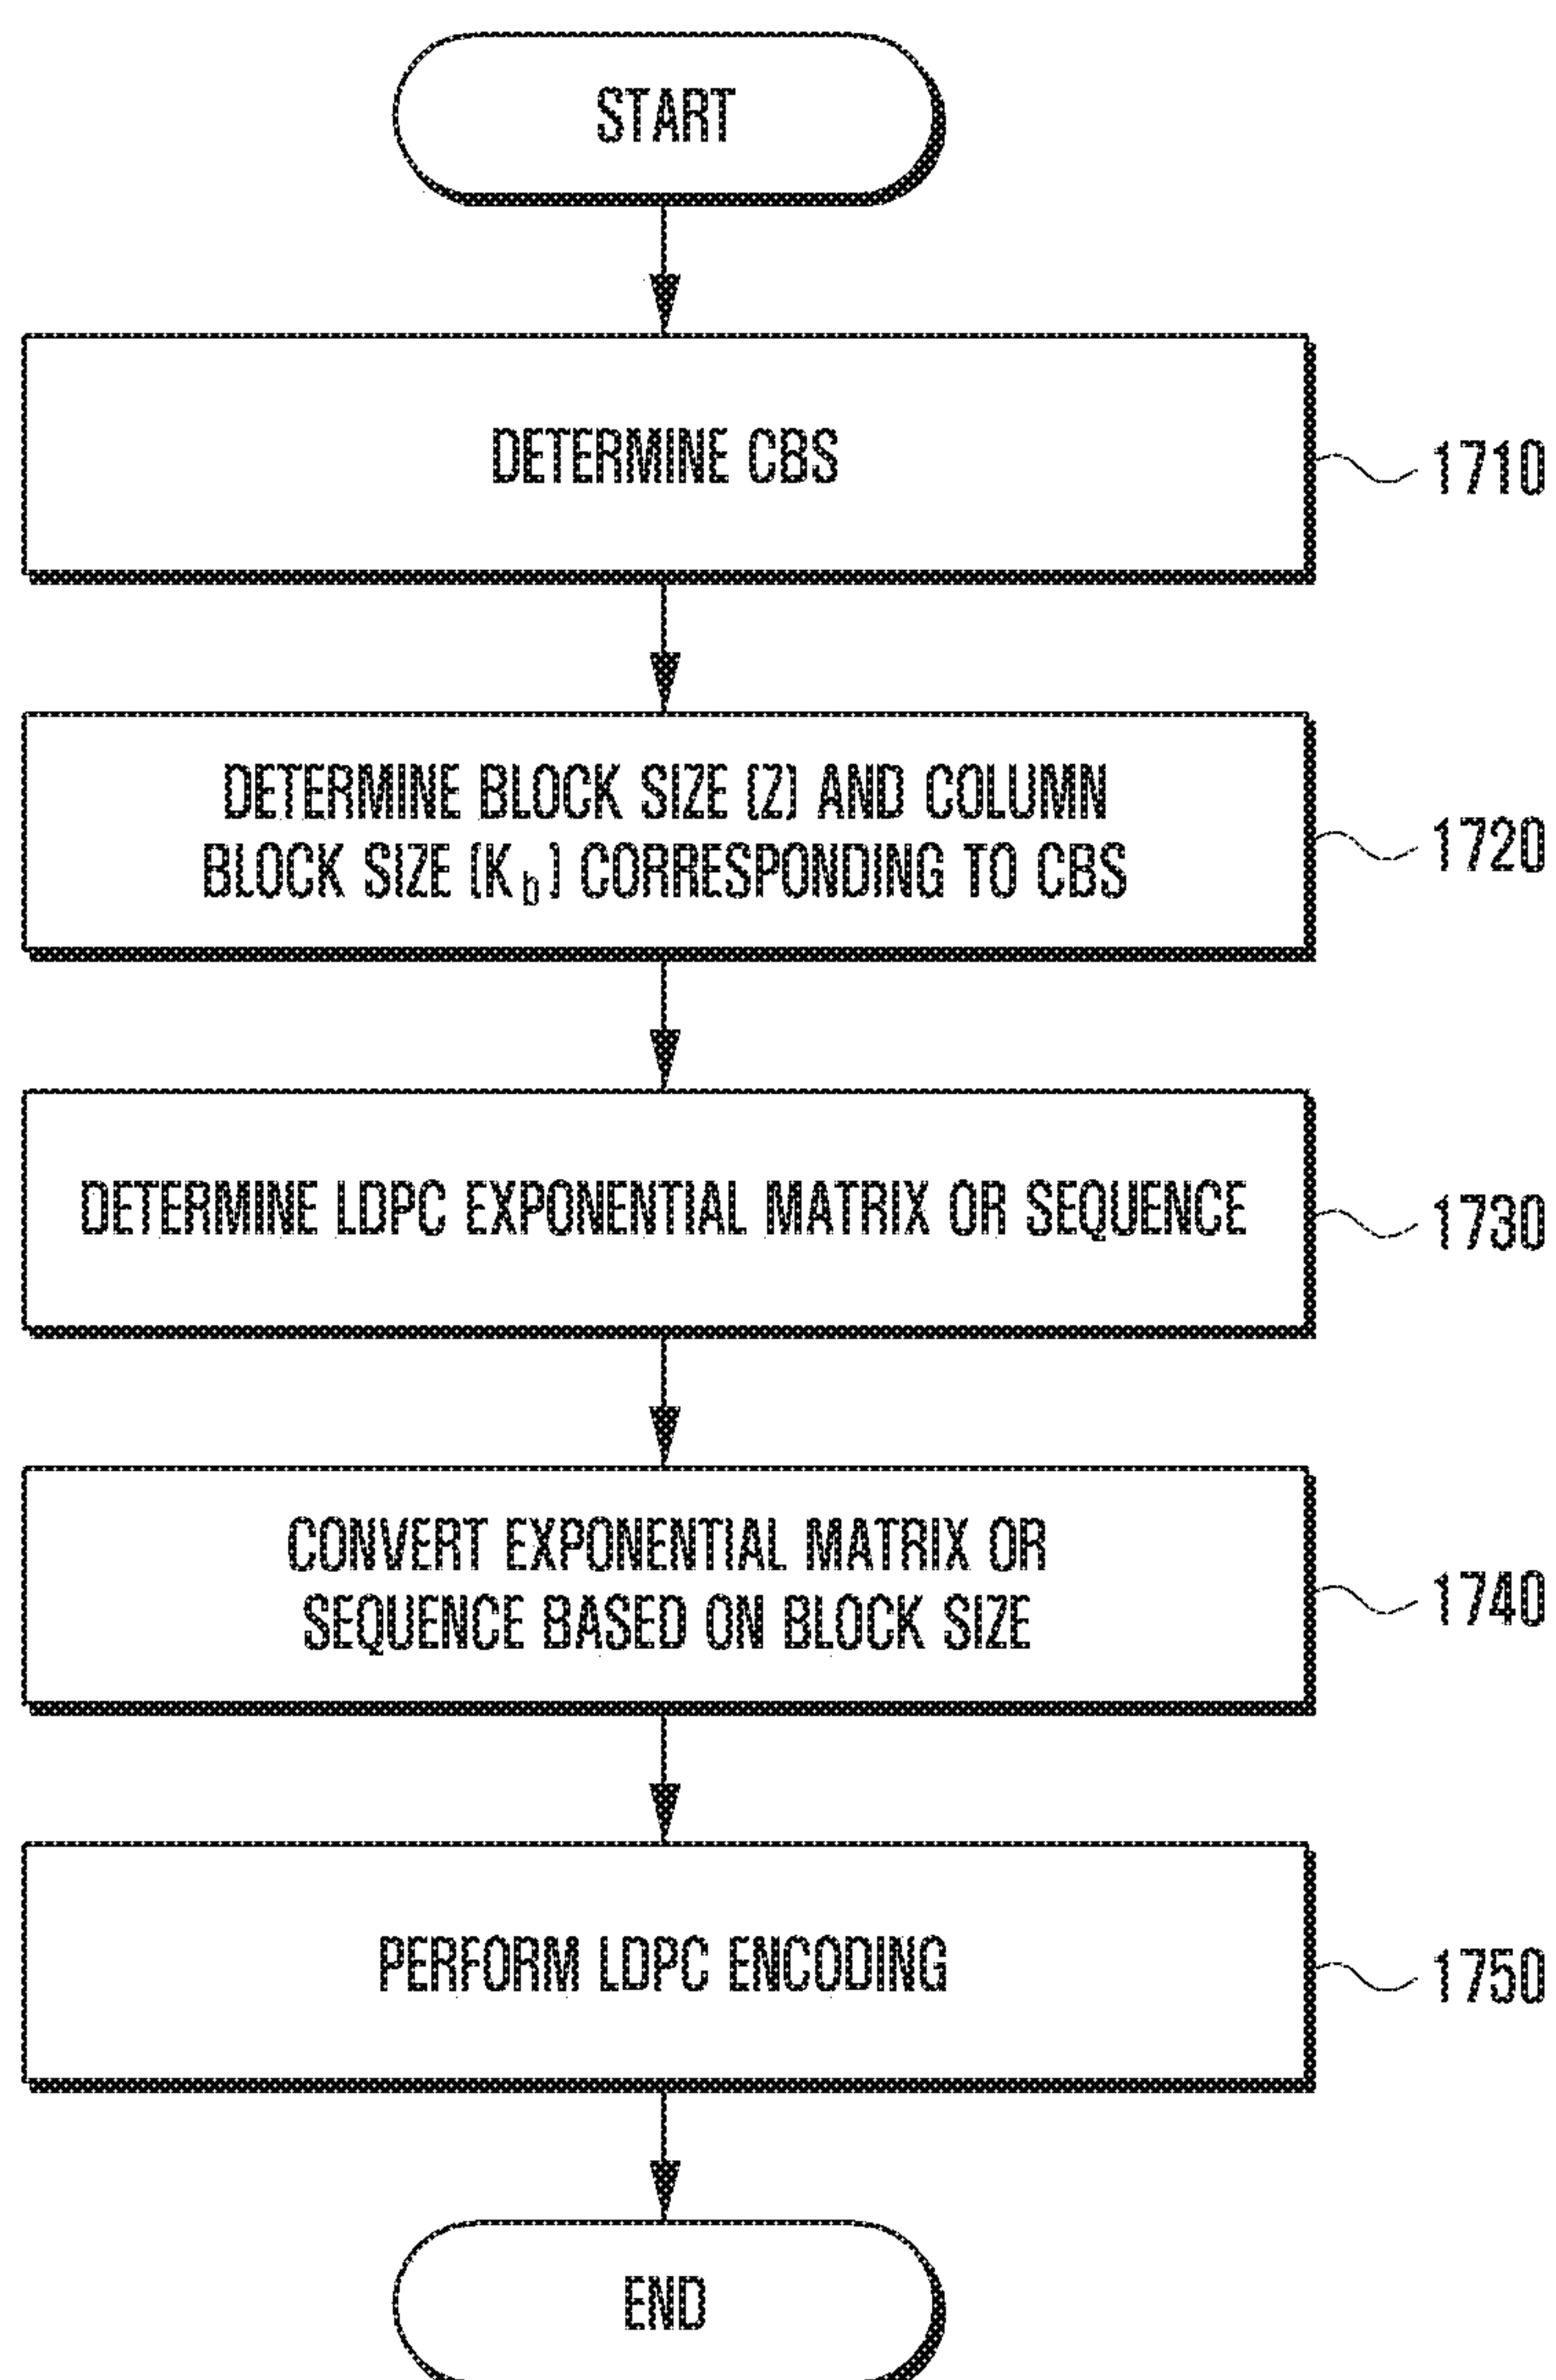 START
DETERMINE CBS
1710
DETERMINE BLOCK SIZE (Z) AND COLUMN
BLOCK SIZE (Kb) CORRESPONDING TO CBS
1720
DETERMINE LDPC EXPONENTIAL MATRIX OR SEQUENCE
1730
CONVERT EXPONENTIAL MATRIX OR
SEQUENCE BASED ON BLOCK SIZE
1740
PERFORM LDPC ENCODING
1750
END